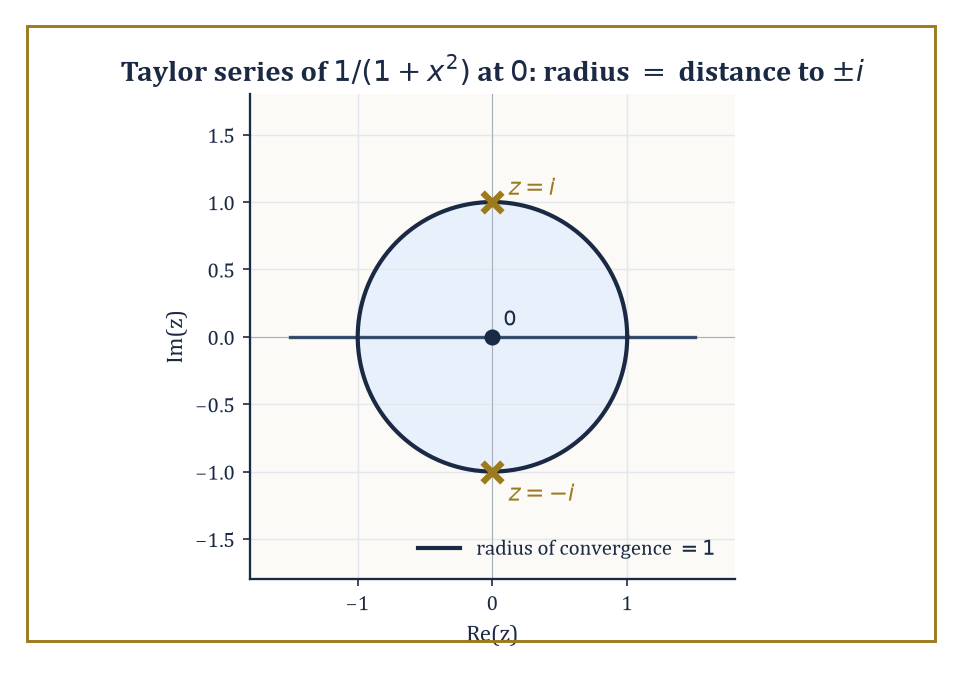 Taylor series of 1/(1 + x²) at 0: radius = distance to ±i
1.5
z = i
1.0
0.5
0
Im(z)
0.0
−0.5
−1.0
z = −i
−1.5
radius of convergence = 1
−1 0 1
Re(z)